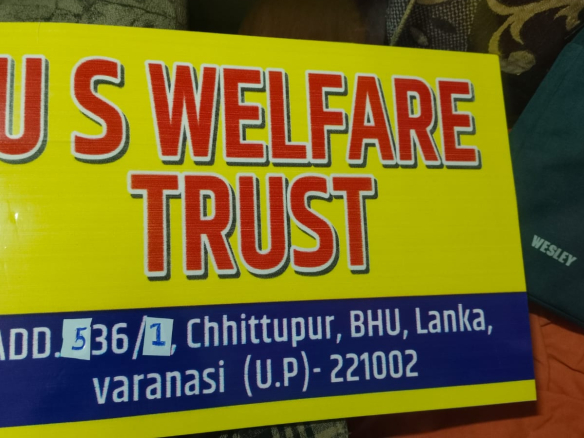 U S WELFARE
TRUST
ADD. 536/1, Chhittupur, BHU, Lanka,
varanasi (U.P)- 221002
WESLEY